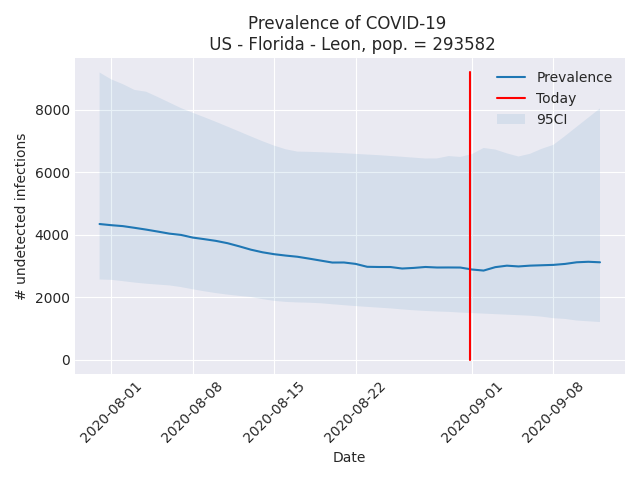 Prevalence of COVID-19
US - Florida - Leon, pop. = 293582
Prevalence
Today
95CI
# undetected infections
8000
6000
4000
2000
0
2020-08-01
2020-08-08
2020-08-15
2020-08-22
2020-09-01
2020-09-08
Date